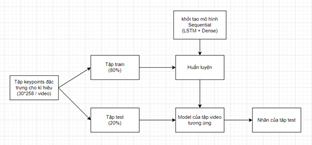 khởi tạo mô hình
Sequential
(LSTM + Dense)
Tập train
(80%)
Huấn luyện
Tập keypoints đặc
trưng cho kí hiệu
(30*258 / video)
Tập test
(20%)
Model của tập video
tương ứng
Nhãn của tập test